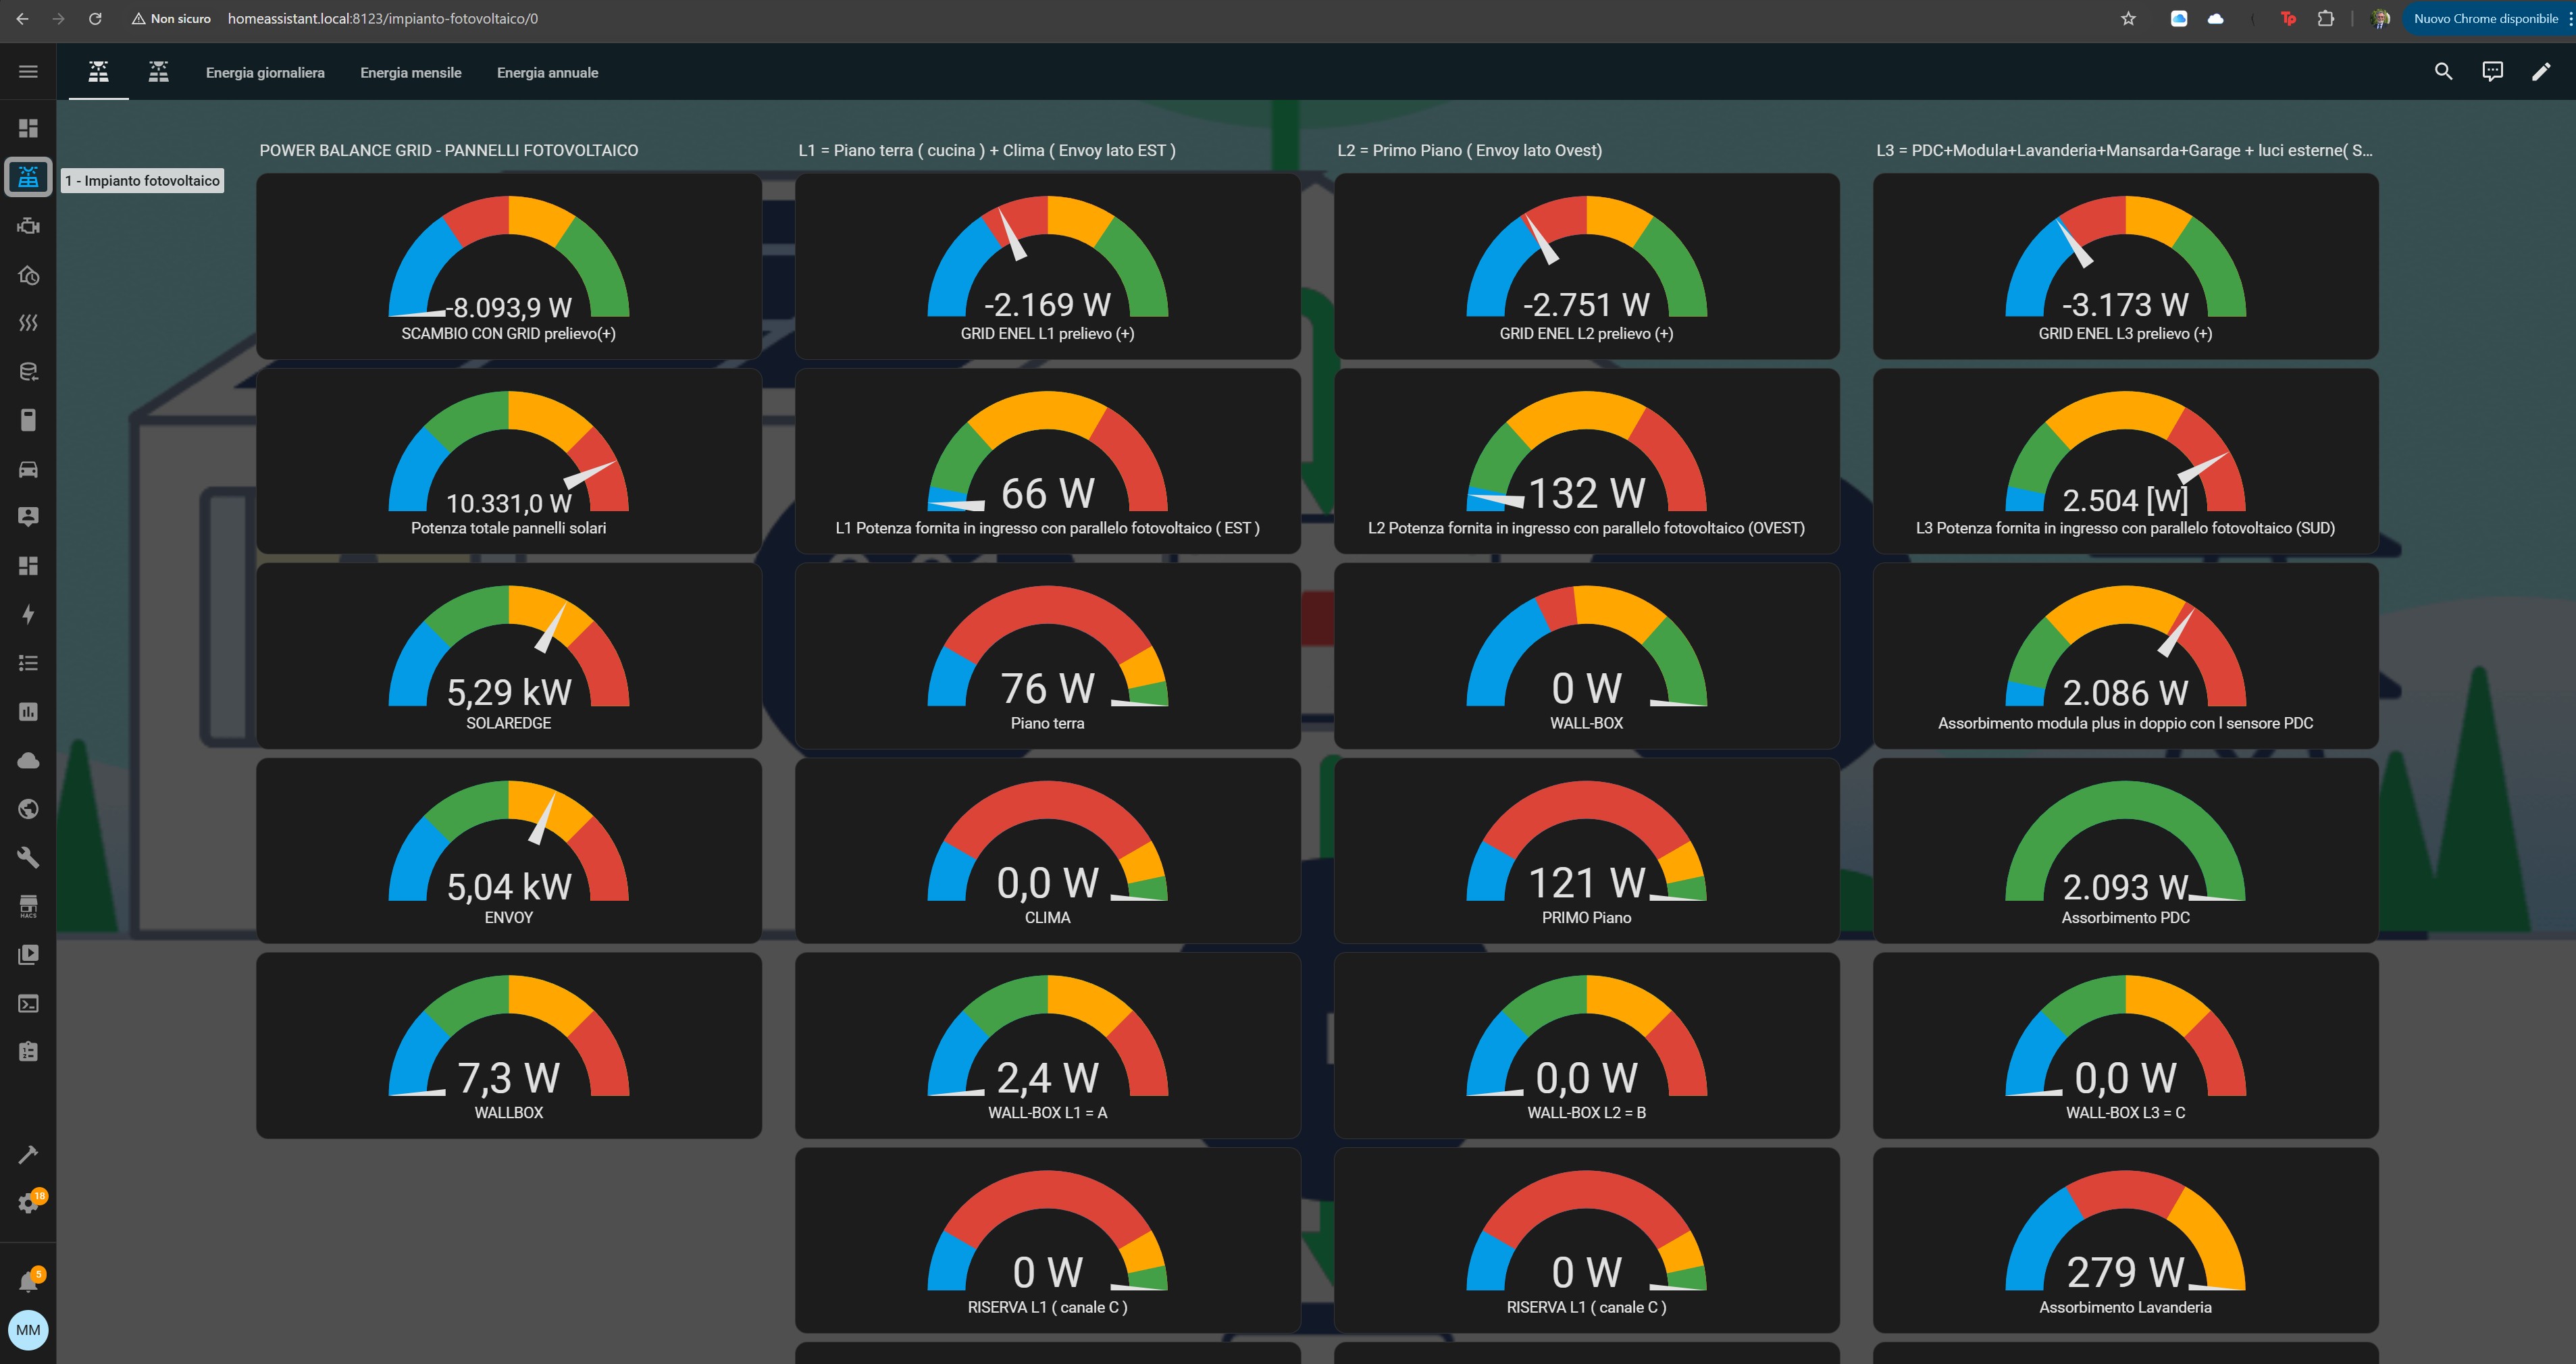 Non sicuro
homeassistant.local:8123/impianto-fotovoltaico/0
Tp
Nuovo Chrome disponibile
Energia giornaliera
Energia mensile
Energia annuale
1 - Impianto fotovoltaico
POWER BALANCE GRID - PANNELLI FOTOVOLTAICO
-8.093,9 W
SCAMBIO CON GRID prelievo(+)
10.331,0 W
Potenza totale pannelli solari
5,29 kW
SOLAREDGE
5,04 kW
ENVOY
7,3 W
WALLBOX
L1 = Piano terra ( cucina ) + Clima ( Envoy lato EST )
-2.169 W
GRID ENEL L1 prelievo (+)
66 W
L1 Potenza fornita in ingresso con parallelo fotovoltaico ( EST )
76 W
Piano terra
0,0 W
CLIMA
2,4 W
WALL-BOX L1 = A
0 W
RISERVA L1 ( canale C )
L2 = Primo Piano ( Envoy lato Ovest)
-2.751 W
GRID ENEL L2 prelievo (+)
132 W
L2 Potenza fornita in ingresso con parallelo fotovoltaico (OVEST)
0 W
WALL-BOX
121 W
PRIMO Piano
0,0 W
WALL-BOX L2 = B
0 W
RISERVA L1 ( canale C )
L3 = PDC+Modula+Lavanderia+Mansarda+Garage + luci esterne( S...
-3.173 W
GRID ENEL L3 prelievo (+)
2.504 [W]
L3 Potenza fornita in ingresso con parallelo fotovoltaico (SUD)
2.086 W
Assorbimento modula plus in doppio con l sensore PDC
2.093 W
Assorbimento PDC
0,0 W
WALL-BOX L3 = C
279 W
Assorbimento Lavanderia
HACS
18
5
MM